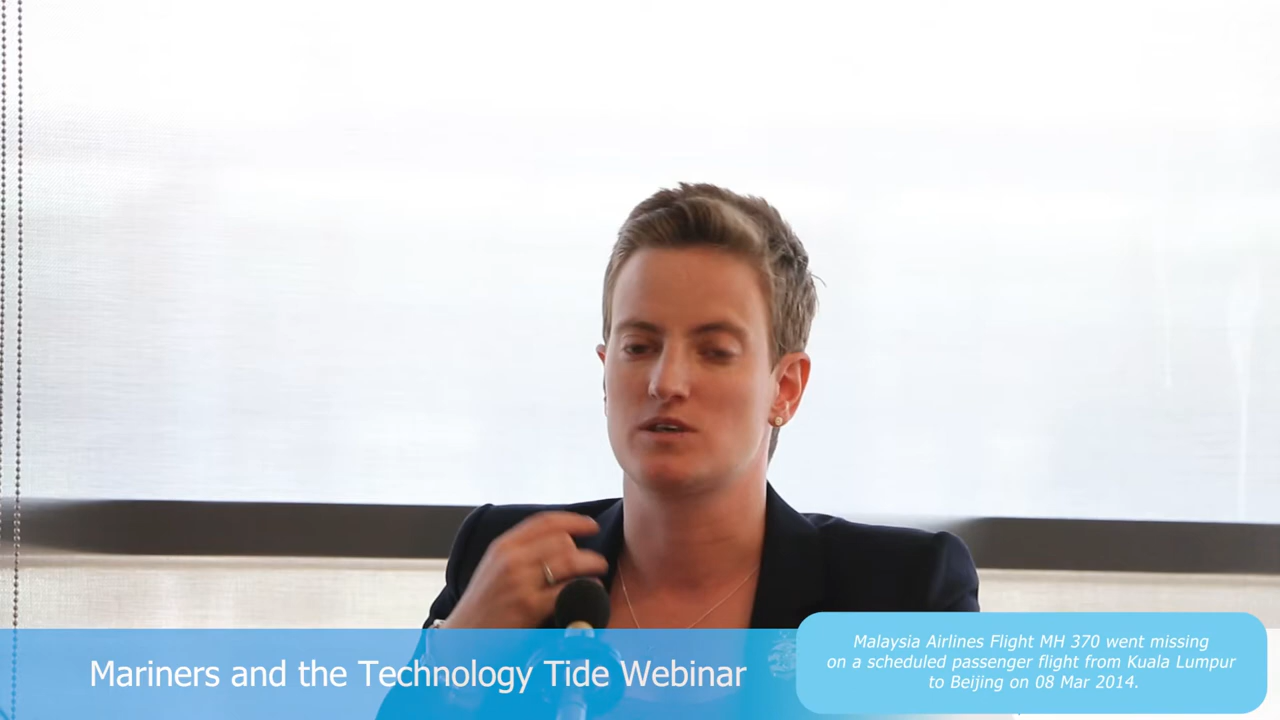 Mariners and the Technology Tide Webinar
Malaysia Airlines Flight MH 370 went missing
on a scheduled passenger flight from Kuala Lumpur
to Beijing on 08 Mar 2014.